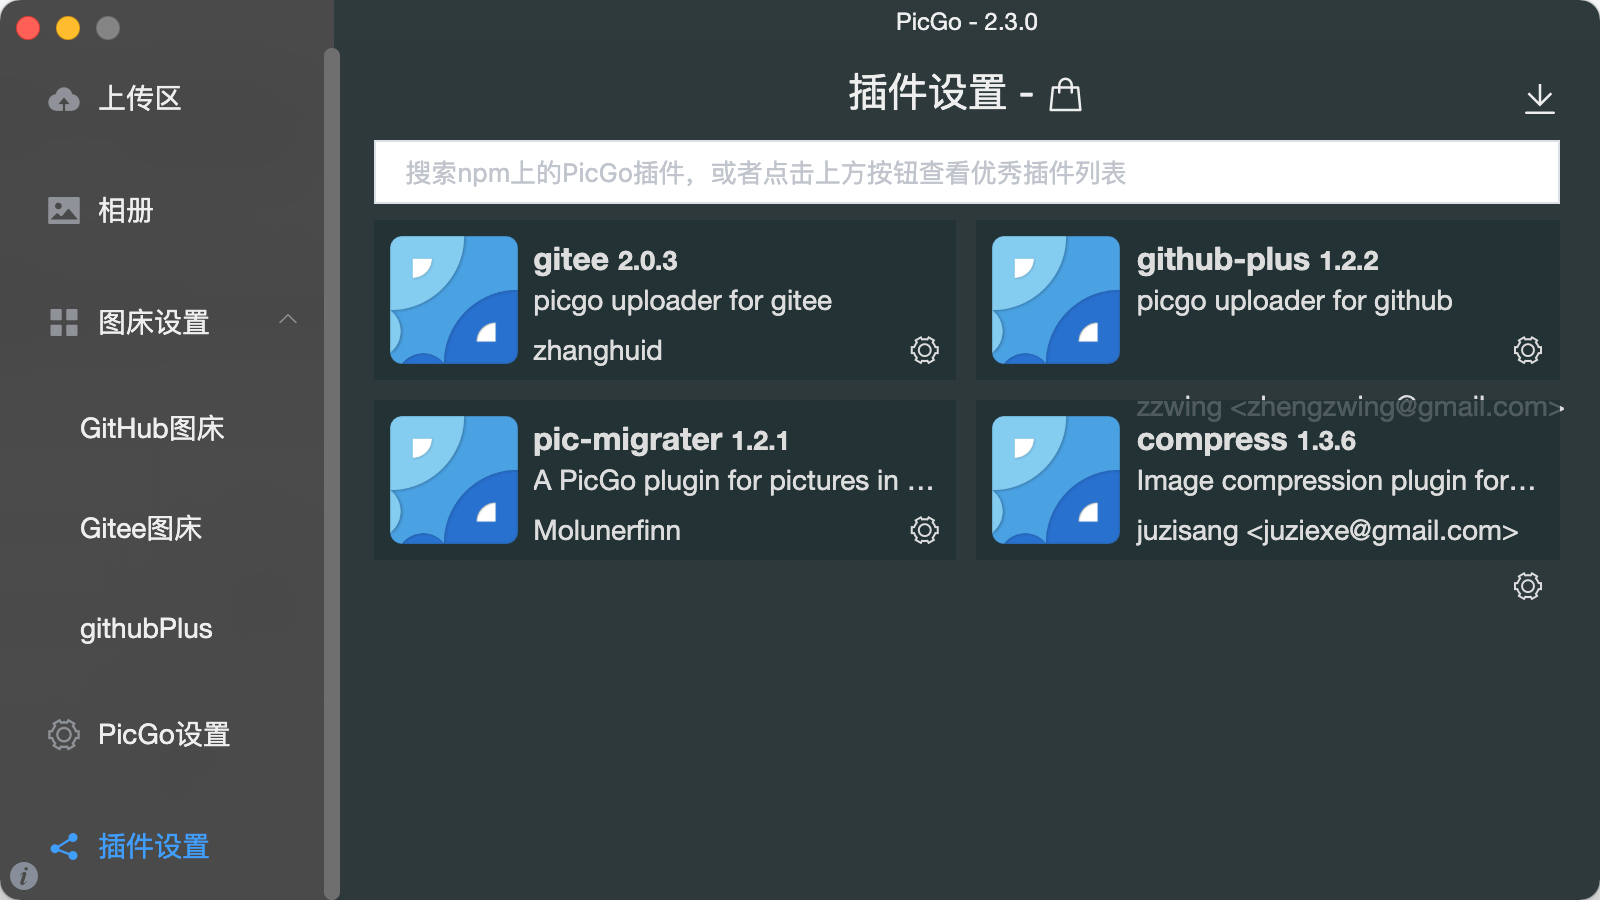 PicGo - 2.3.0
上传区
相册
图床设置
GitHub图床
Gitee图床
githubPlus
PicGo设置
插件设置
插件设置 -
搜索npm上的PicGo插件，或者点击上方按钮查看优秀插件列表
gitee 2.0.3
picgo uploader for gitee
zhanghuid
github-plus 1.2.2
picgo uploader for github
zzwing <zhengzwing@gmail.com>
pic-migrater 1.2.1
A PicGo plugin for pictures in ...
Molunerfinn
compress 1.3.6
Image compression plugin for...
juzisang <juziexe@gmail.com>